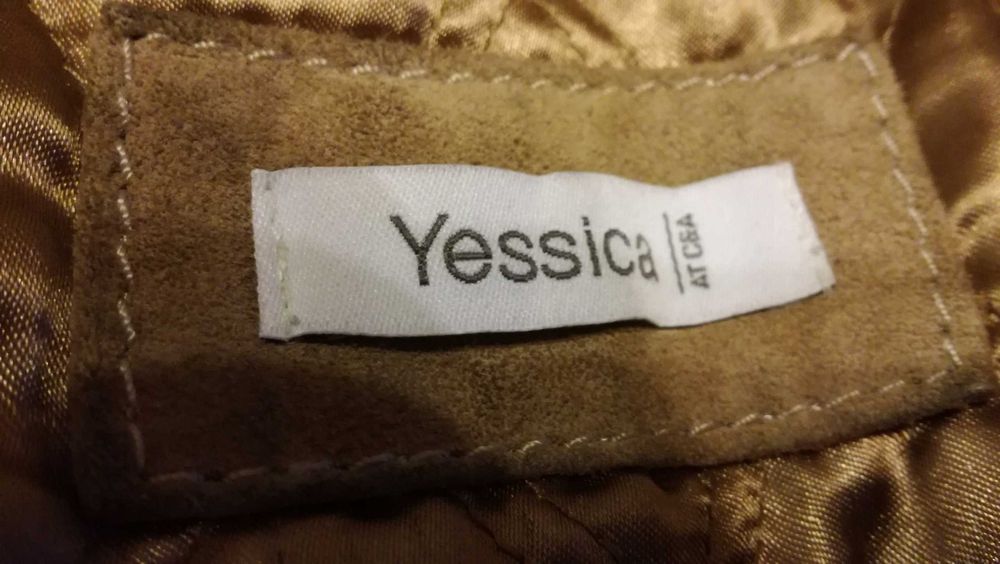 Yessica
AT C&A